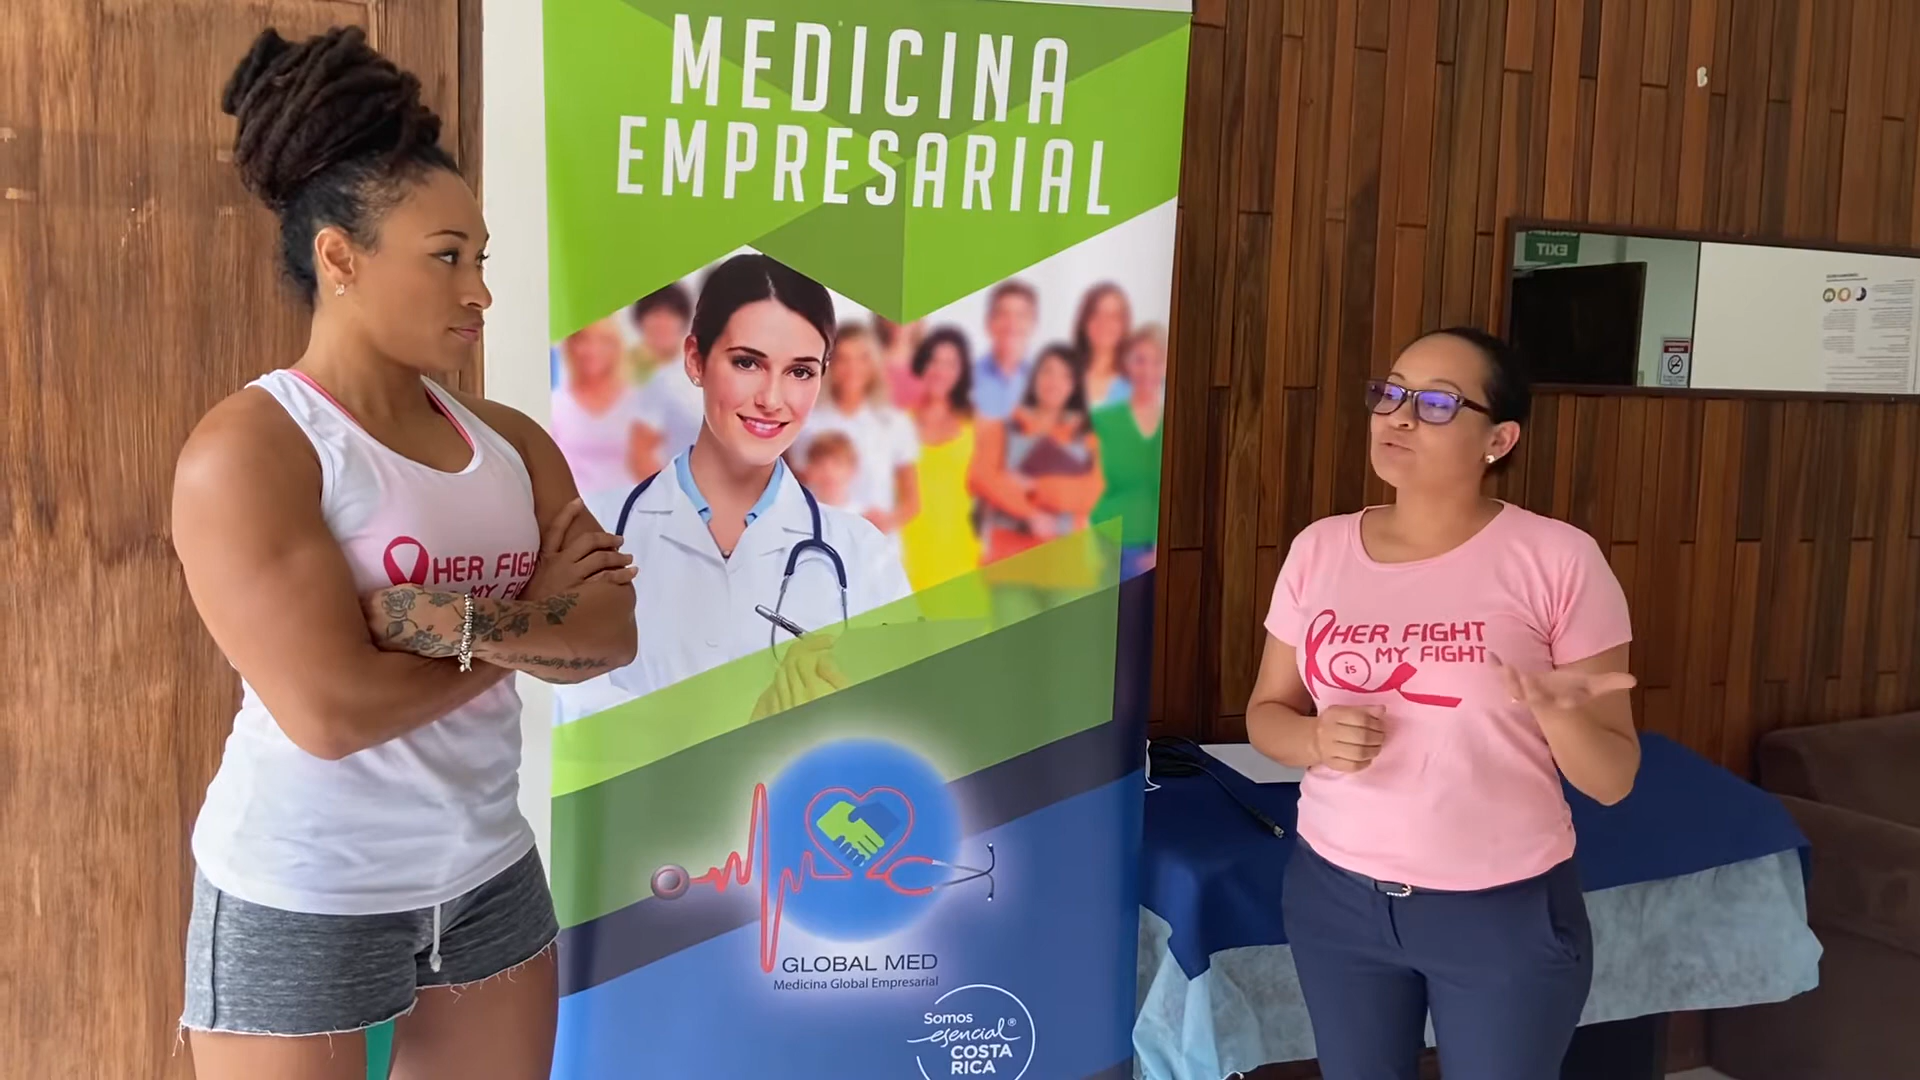 MEDICINA
EMPRESARIAL
EXIT
HER FIGH
MY FI
HER FIGHT
is MY FIGHT
GLOBAL MED
Medicina Global Empresarial
Somos
esencial®
COSTA
RICA